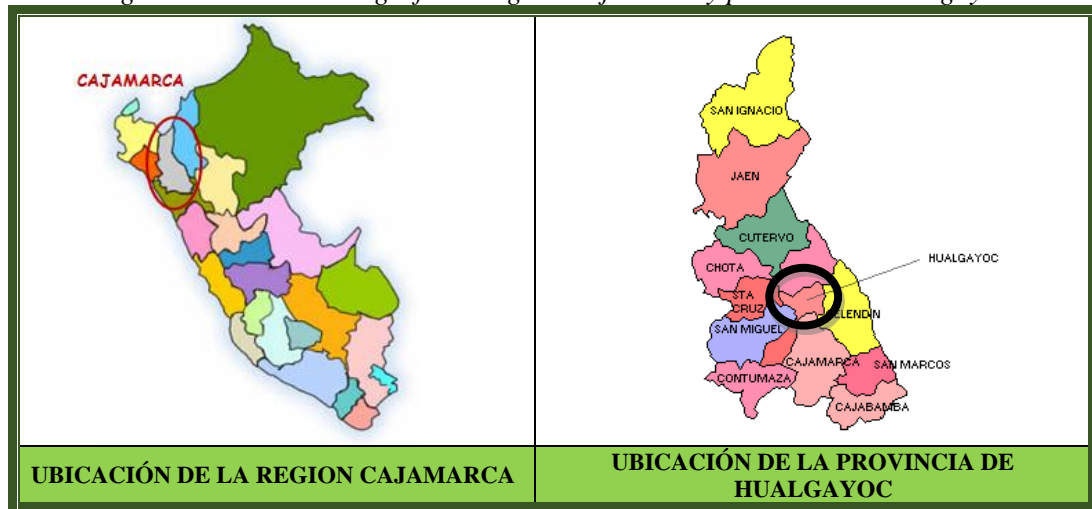 CAJAMARCA
SAN IGNACIO
JAEN
CUTERVO
HUALGAYOC
CHOTA
STA
CRUZ
ELENDIN
SAN MIGUEL
CAJAMARCA
SAN MARCOS
CONTUMAZA
CAJABAMBA
UBICACIÓN DE LA REGION CAJAMARCA
UBICACIÓN DE LA PROVINCIA DE
HUALGAYOC